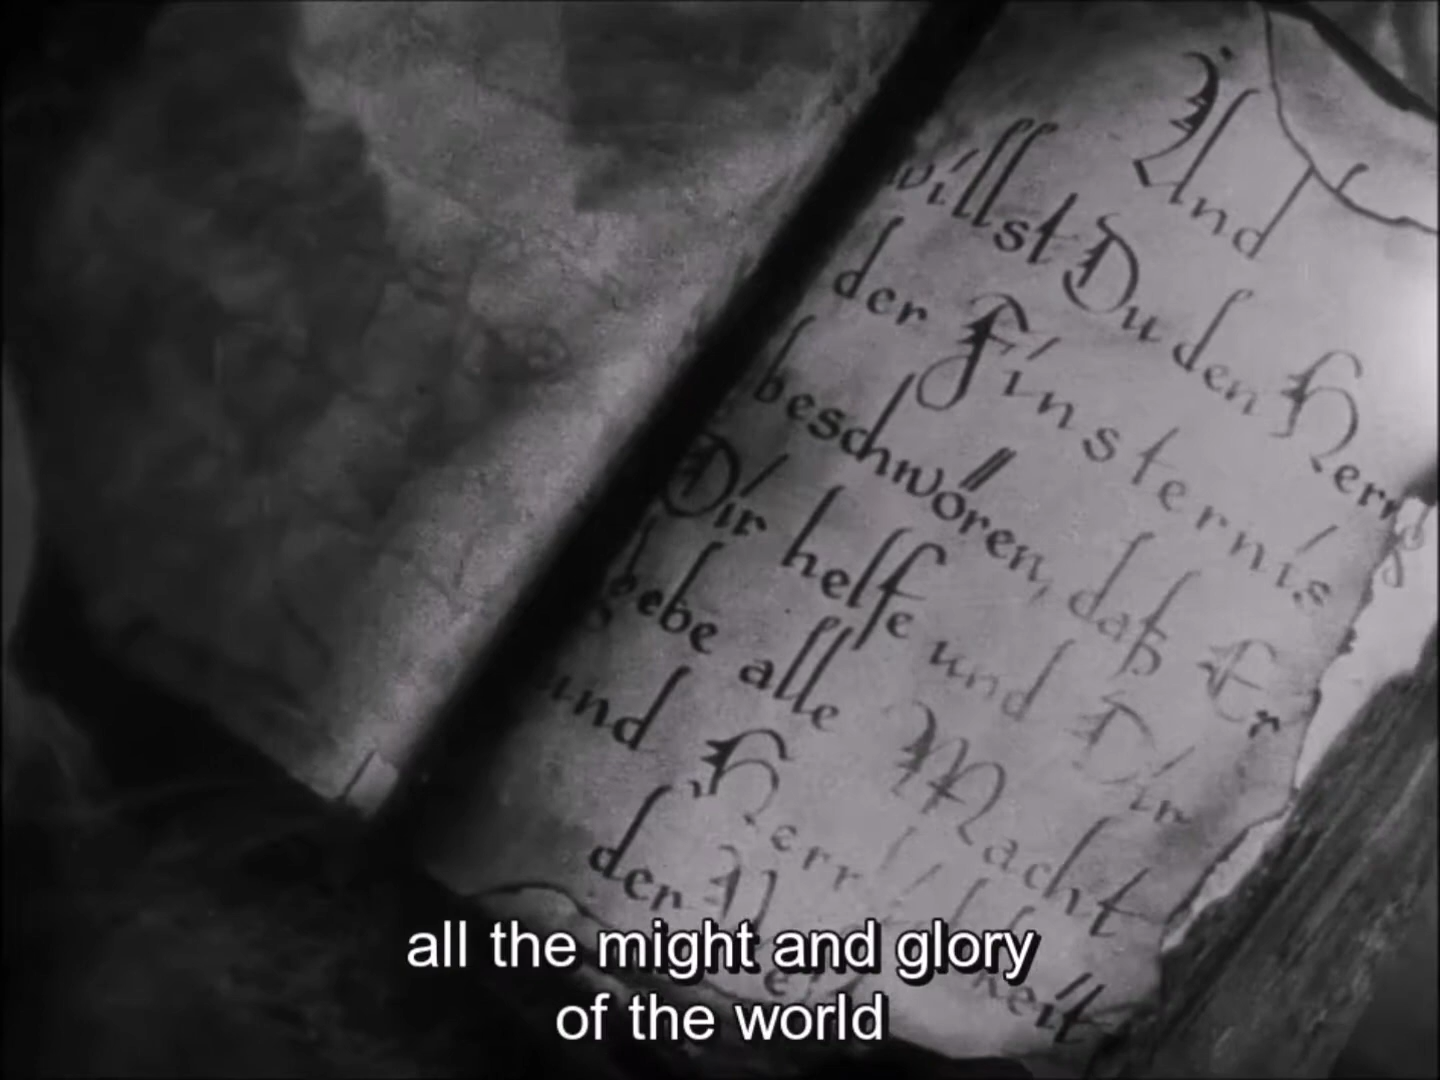 Und
willst Du den Herrn
der Finsternis
beschwören, daß Er
Dir helfe und Dir
gebe alle Macht
und Herrlichkeit
der
all the might and glory
of the world